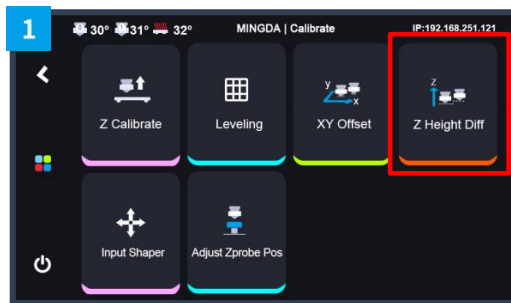 1
30° 31° 32° MINGDA | Calibrate IP:192.168.251.121
Z Calibrate
Leveling
y x
XY Offset
Z
Z Height Diff
Input Shaper
Adjust Zprobe Pos